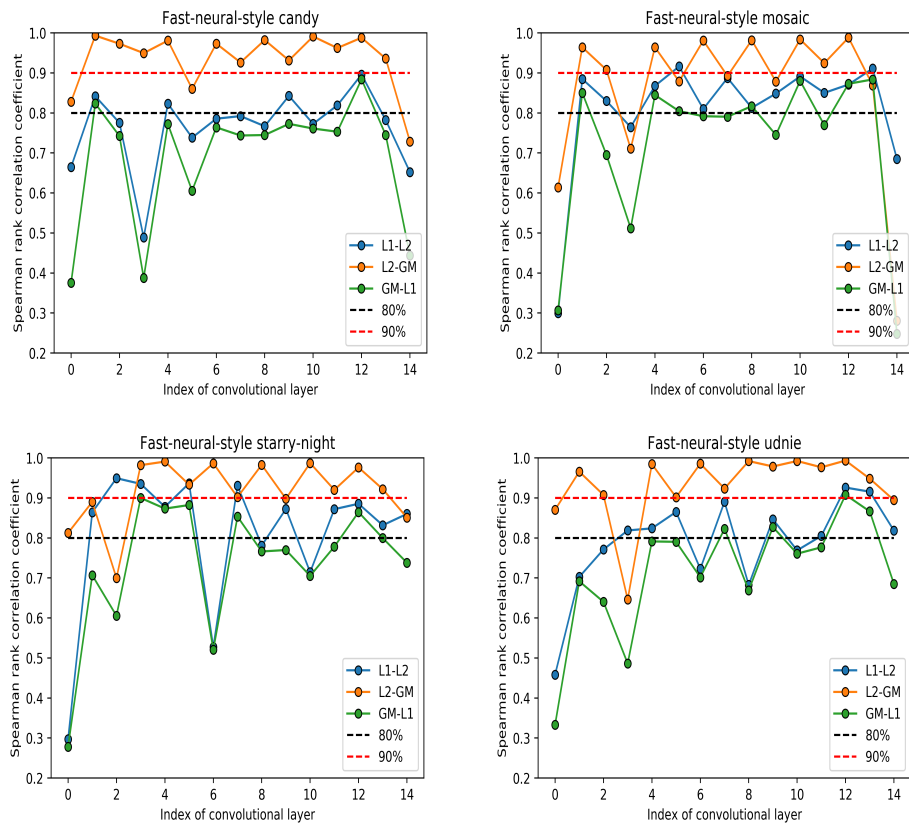 Fast-neural-style candy
Spearman rank correlation coefficient
1.0
0.9
0.8
0.7
0.6
0.5
0.4
0.3
0.2
L1-L2
L2-GM
GM-L1
80%
90%
0 2 4 6 8 10 12 14
Index of convolutional layer
Fast-neural-style mosaic
Spearman rank correlation coefficient
1.0
0.9
0.8
0.7
0.6
0.5
0.4
0.3
0.2
L1-L2
L2-GM
GM-L1
80%
90%
0 2 4 6 8 10 12 14
Index of convolutional layer
Fast-neural-style starry-night
Spearman rank correlation coefficient
1.0
0.9
0.8
0.7
0.6
0.5
0.4
0.3
0.2
L1-L2
L2-GM
GM-L1
80%
90%
0 2 4 6 8 10 12 14
Index of convolutional layer
Fast-neural-style udnie
Spearman rank correlation coefficient
1.0
0.9
0.8
0.7
0.6
0.5
0.4
0.3
0.2
L1-L2
L2-GM
GM-L1
80%
90%
0 2 4 6 8 10 12 14
Index of convolutional layer